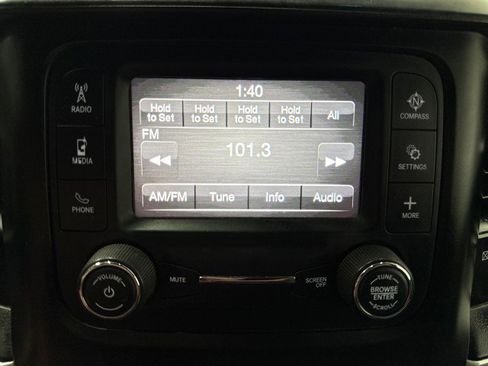 1:40
Hold to Set Hold to Set Hold to Set Hold to Set All
FM
101.3
AM/FM Tune Info Audio
RADIO
MEDIA
PHONE
N
COMPASS
SETTINGS
MORE
VOLUME
MUTE
SCREEN OFF
TUNE
BROWSE
ENTER
SCROLL